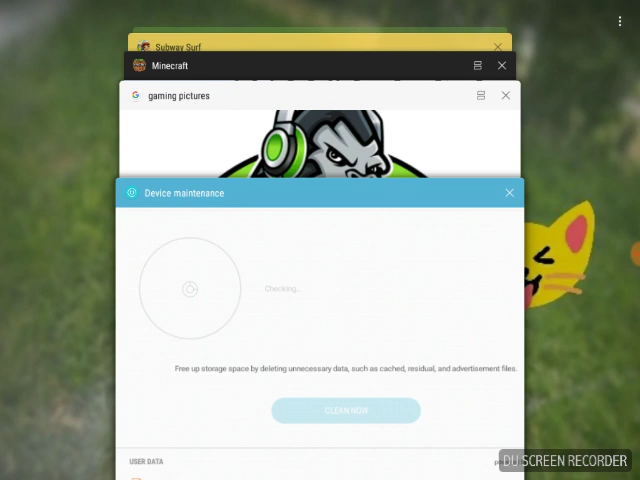 Subway Surf
Minecraft
gaming pictures
Device maintenance
Checking...
Free up storage space by deleting unnecessary data, such as cached, residual, and advertisement files.
CLEAN NOW
USER DATA
DU SCREEN RECORDER